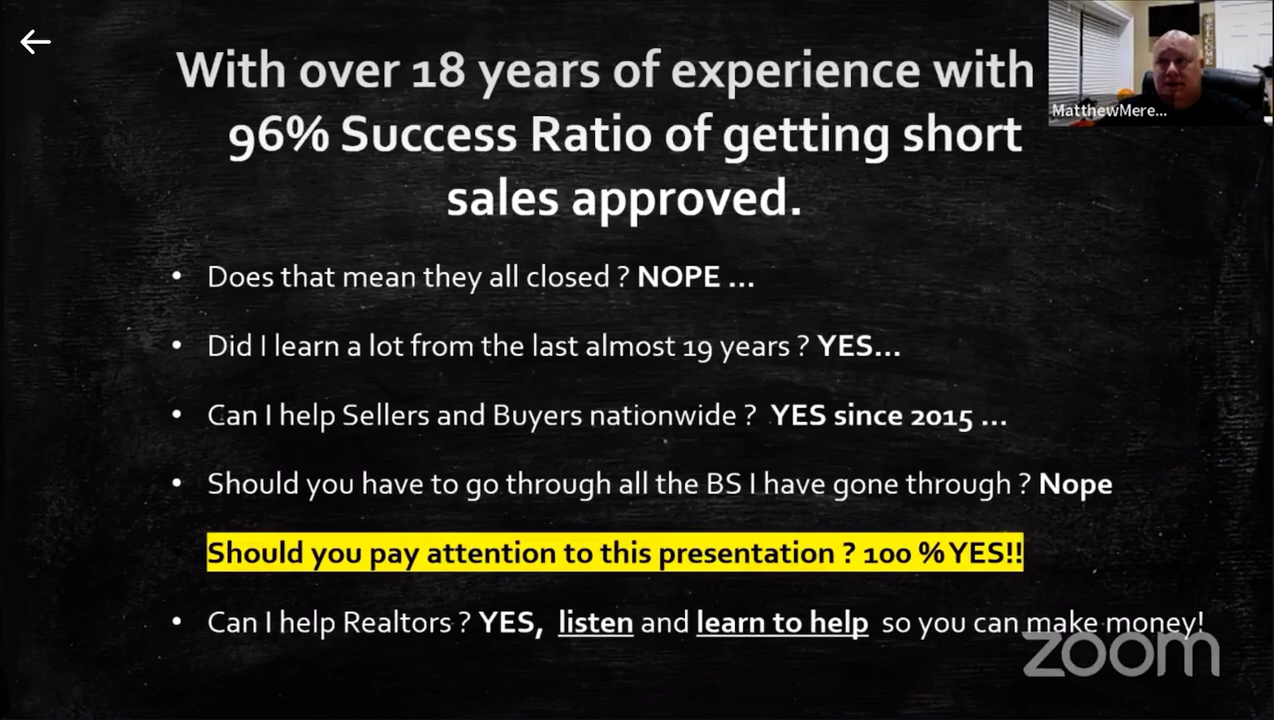 With over 18 years of experience with
96% Success Ratio of getting short
sales approved.
MatthewMere...
• Does that mean they all closed ? NOPE ...
• Did I learn a lot from the last almost 19 years ? YES...
• Can I help Sellers and Buyers nationwide ? YES since 2015 ...
• Should you have to go through all the BS I have gone through ? Nope
Should you pay attention to this presentation ? 100 % YES!!
• Can I help Realtors ? YES, listen and learn to help so you can make money!
zoom